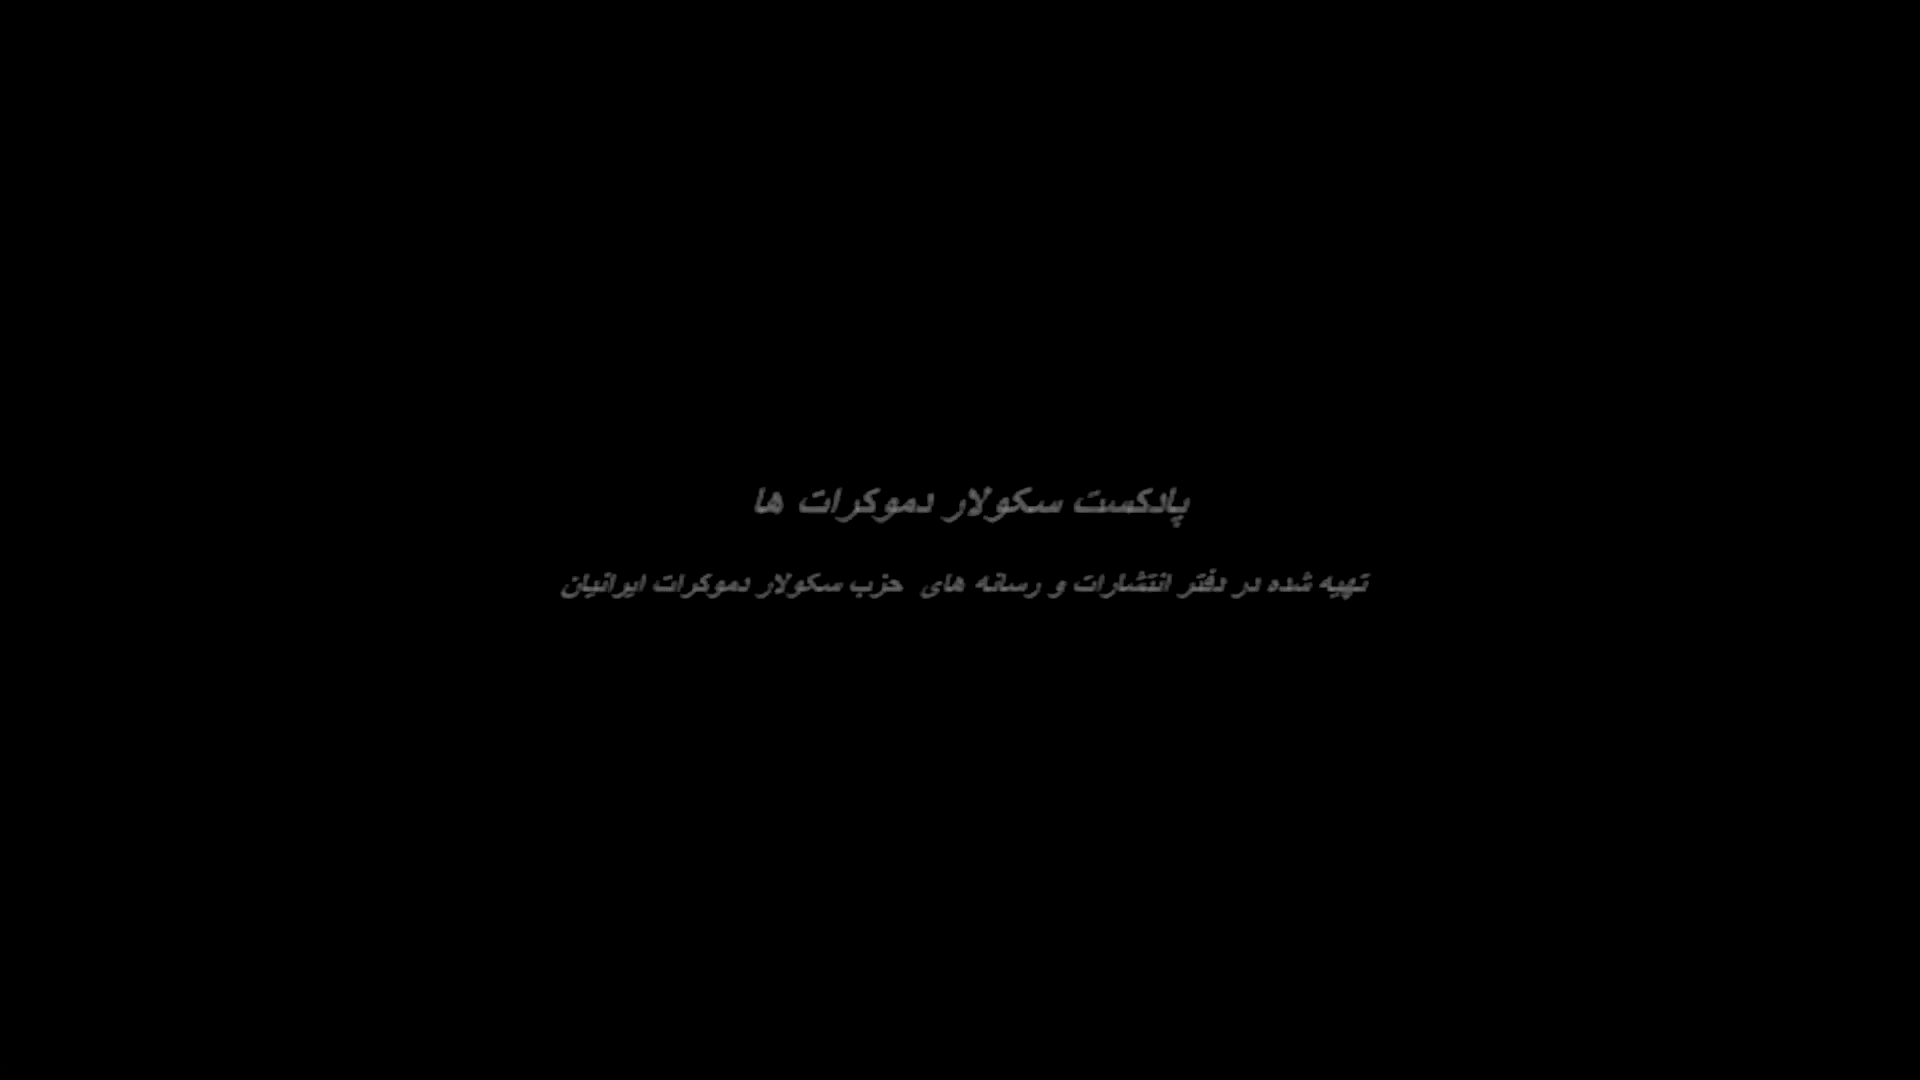 پادکست سکولار دموکرات ها
تهیه شده در دفتر انتشارات و رسانه های حزب سکولار دموکرات ایرانیان